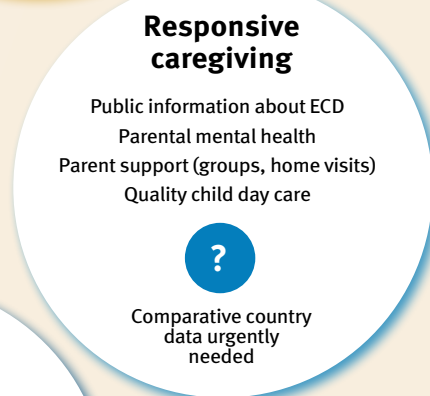 Responsive
caregiving
Public information about ECD
Parental mental health
Parent support (groups, home visits)
Quality child day care
?
Comparative country
data urgently
needed